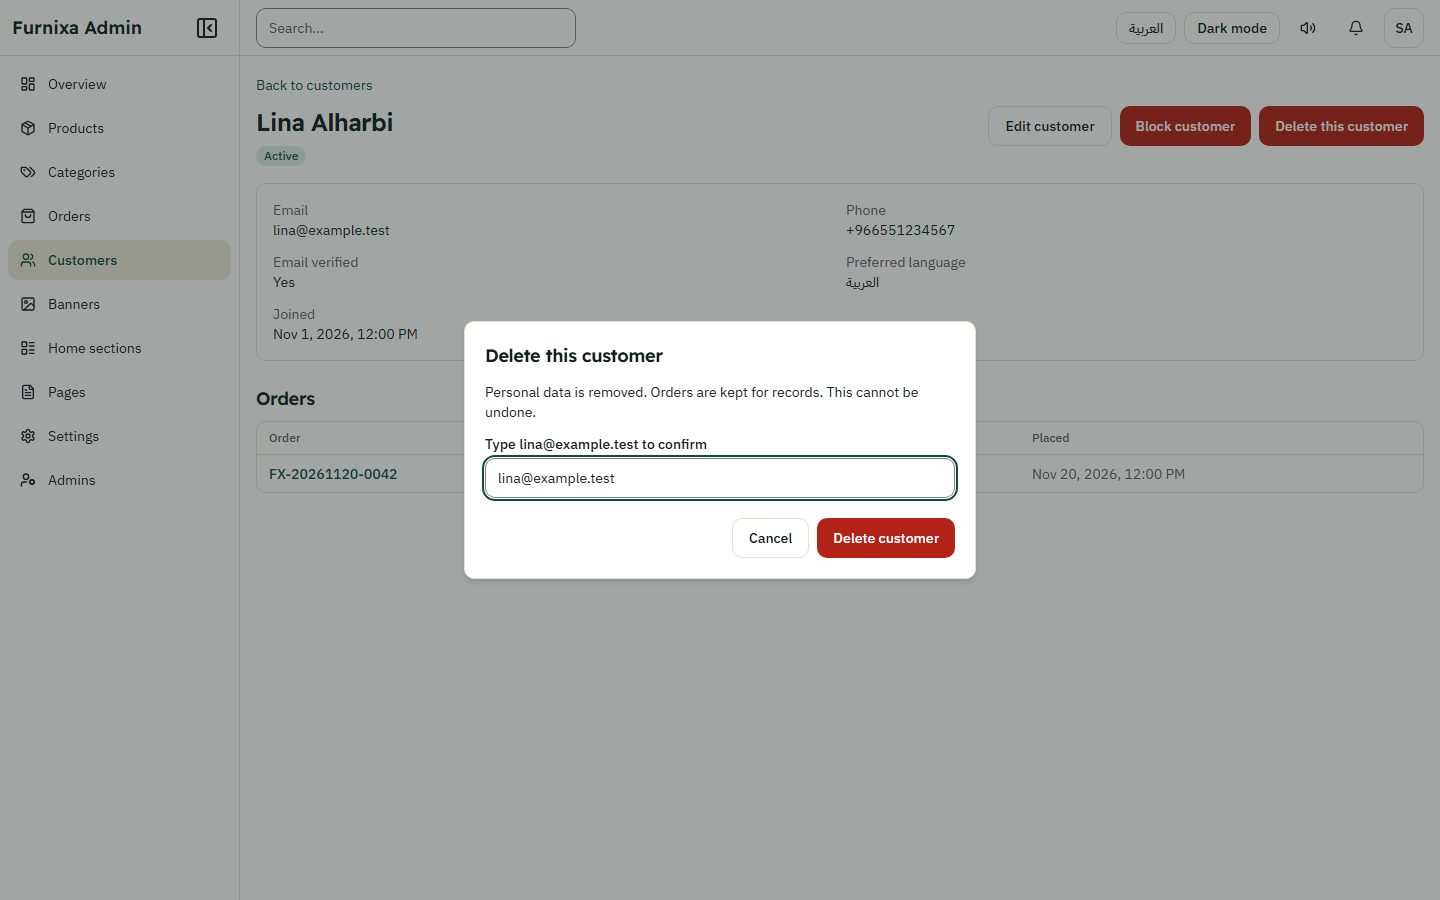 Furnixa Admin
Search...
العربية
Dark mode
SA
Overview
Products
Categories
Orders
Customers
Banners
Home sections
Pages
Settings
Admins
Back to customers
Lina Alharbi
Active
Edit customer
Block customer
Delete this customer
Email
lina@example.test
Phone
+966551234567
Email verified
Yes
Preferred language
العربية
Joined
Nov 1, 2026, 12:00 PM
Orders
Order
Placed
FX-20261120-0042
Nov 20, 2026, 12:00 PM
Delete this customer
Personal data is removed. Orders are kept for records. This cannot be
undone.
Type lina@example.test to confirm
lina@example.test
Cancel
Delete customer